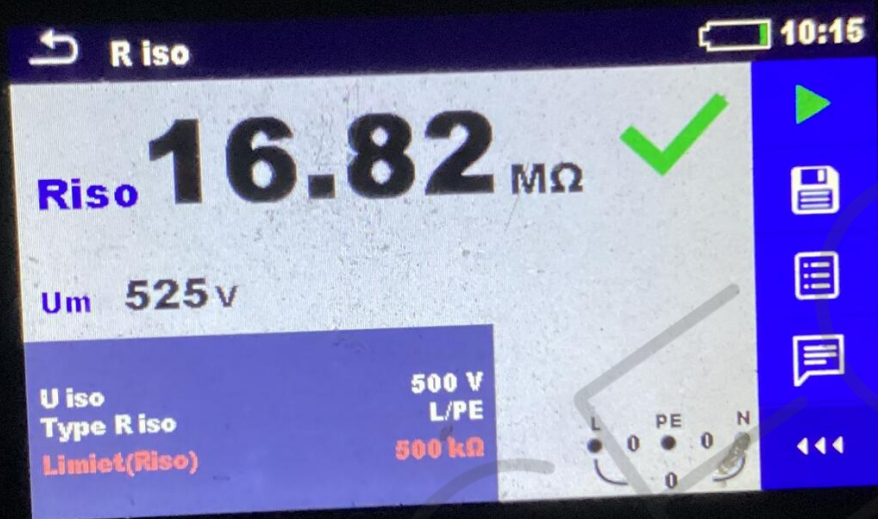 R iso
10:15
Riso 16.82 MΩ
Um 525 V
U iso 500 V
Type R iso L/PE
Limiet(Riso) 500 kΩ
L PE N
0 0
0